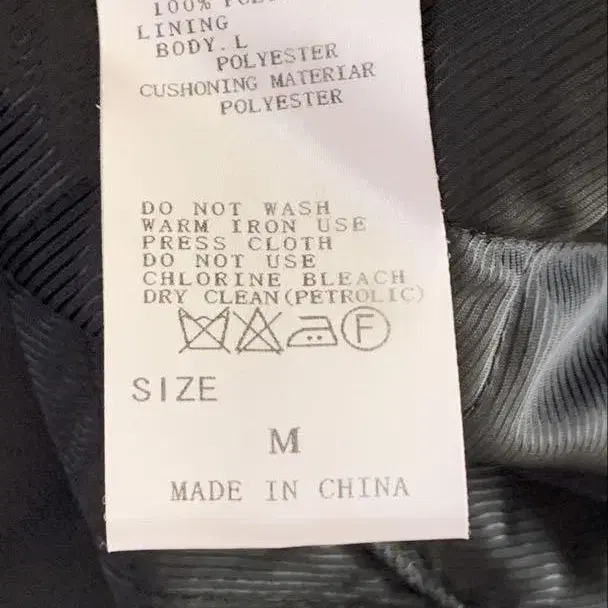 100%
LINING
BODY. L
POLYESTER
CUSHONING MATERIAR
POLYESTER
DO NOT WASH
WARM IRON USE
PRESS CLOTH
DO NOT USE
CHLORINE BLEACH
DRY CLEAN(PETROLIC)
F
SIZE
M
MADE IN CHINA